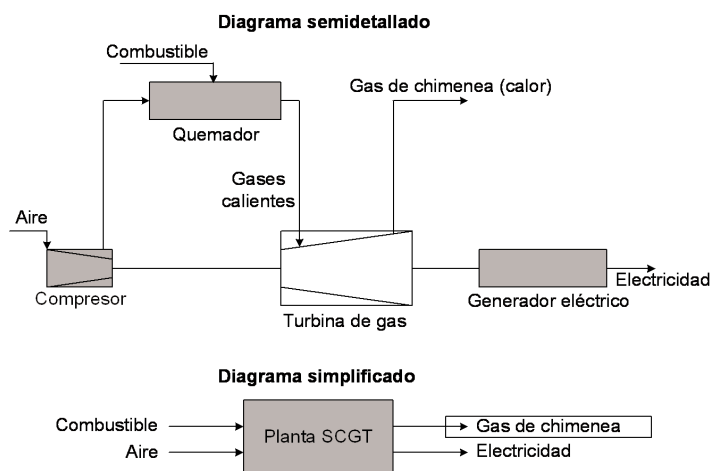 Diagrama semidetallado
Combustible
Gas de chimenea (calor)
Quemador
Gases
calientes
Aire
Compresor
Turbina de gas
Generador eléctrico
Electricidad
Diagrama simplificado
Combustible
Aire
Planta SCGT
Gas de chimenea
Electricidad